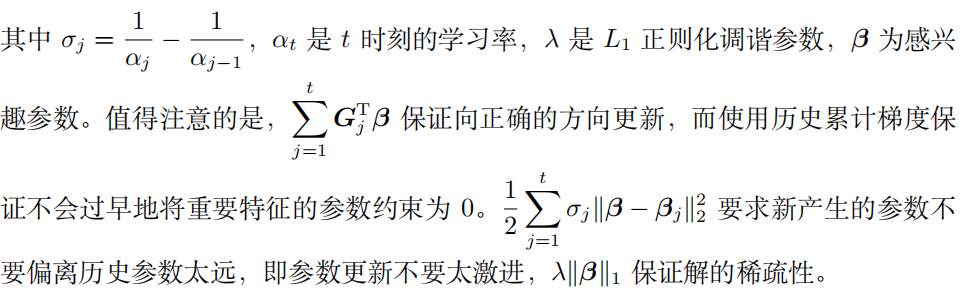 其中 $\sigma_j = \dfrac{1}{\alpha_j} - \dfrac{1}{\alpha_{j-1}}$，$\alpha_t$ 是 $t$ 时刻的学习率，$\lambda$ 是 $L_1$ 正则化调谐参数，$\boldsymbol{\beta}$ 为感兴
趣参数。值得注意的是，$\sum\limits_{j=1}^{t} \boldsymbol{G}_j^{\mathrm{T}} \boldsymbol{\beta}$ 保证向正确的方向更新，而使用历史累计梯度保
证不会过早地将重要特征的参数约束为 0。$\dfrac{1}{2} \sum\limits_{j=1}^{t} \sigma_j \|\boldsymbol{\beta} - \boldsymbol{\beta}_j\|_2^2$ 要求新产生的参数不
要偏离历史参数太远，即参数更新不要太激进，$\lambda \|\boldsymbol{\beta}\|_1$ 保证解的稀疏性。